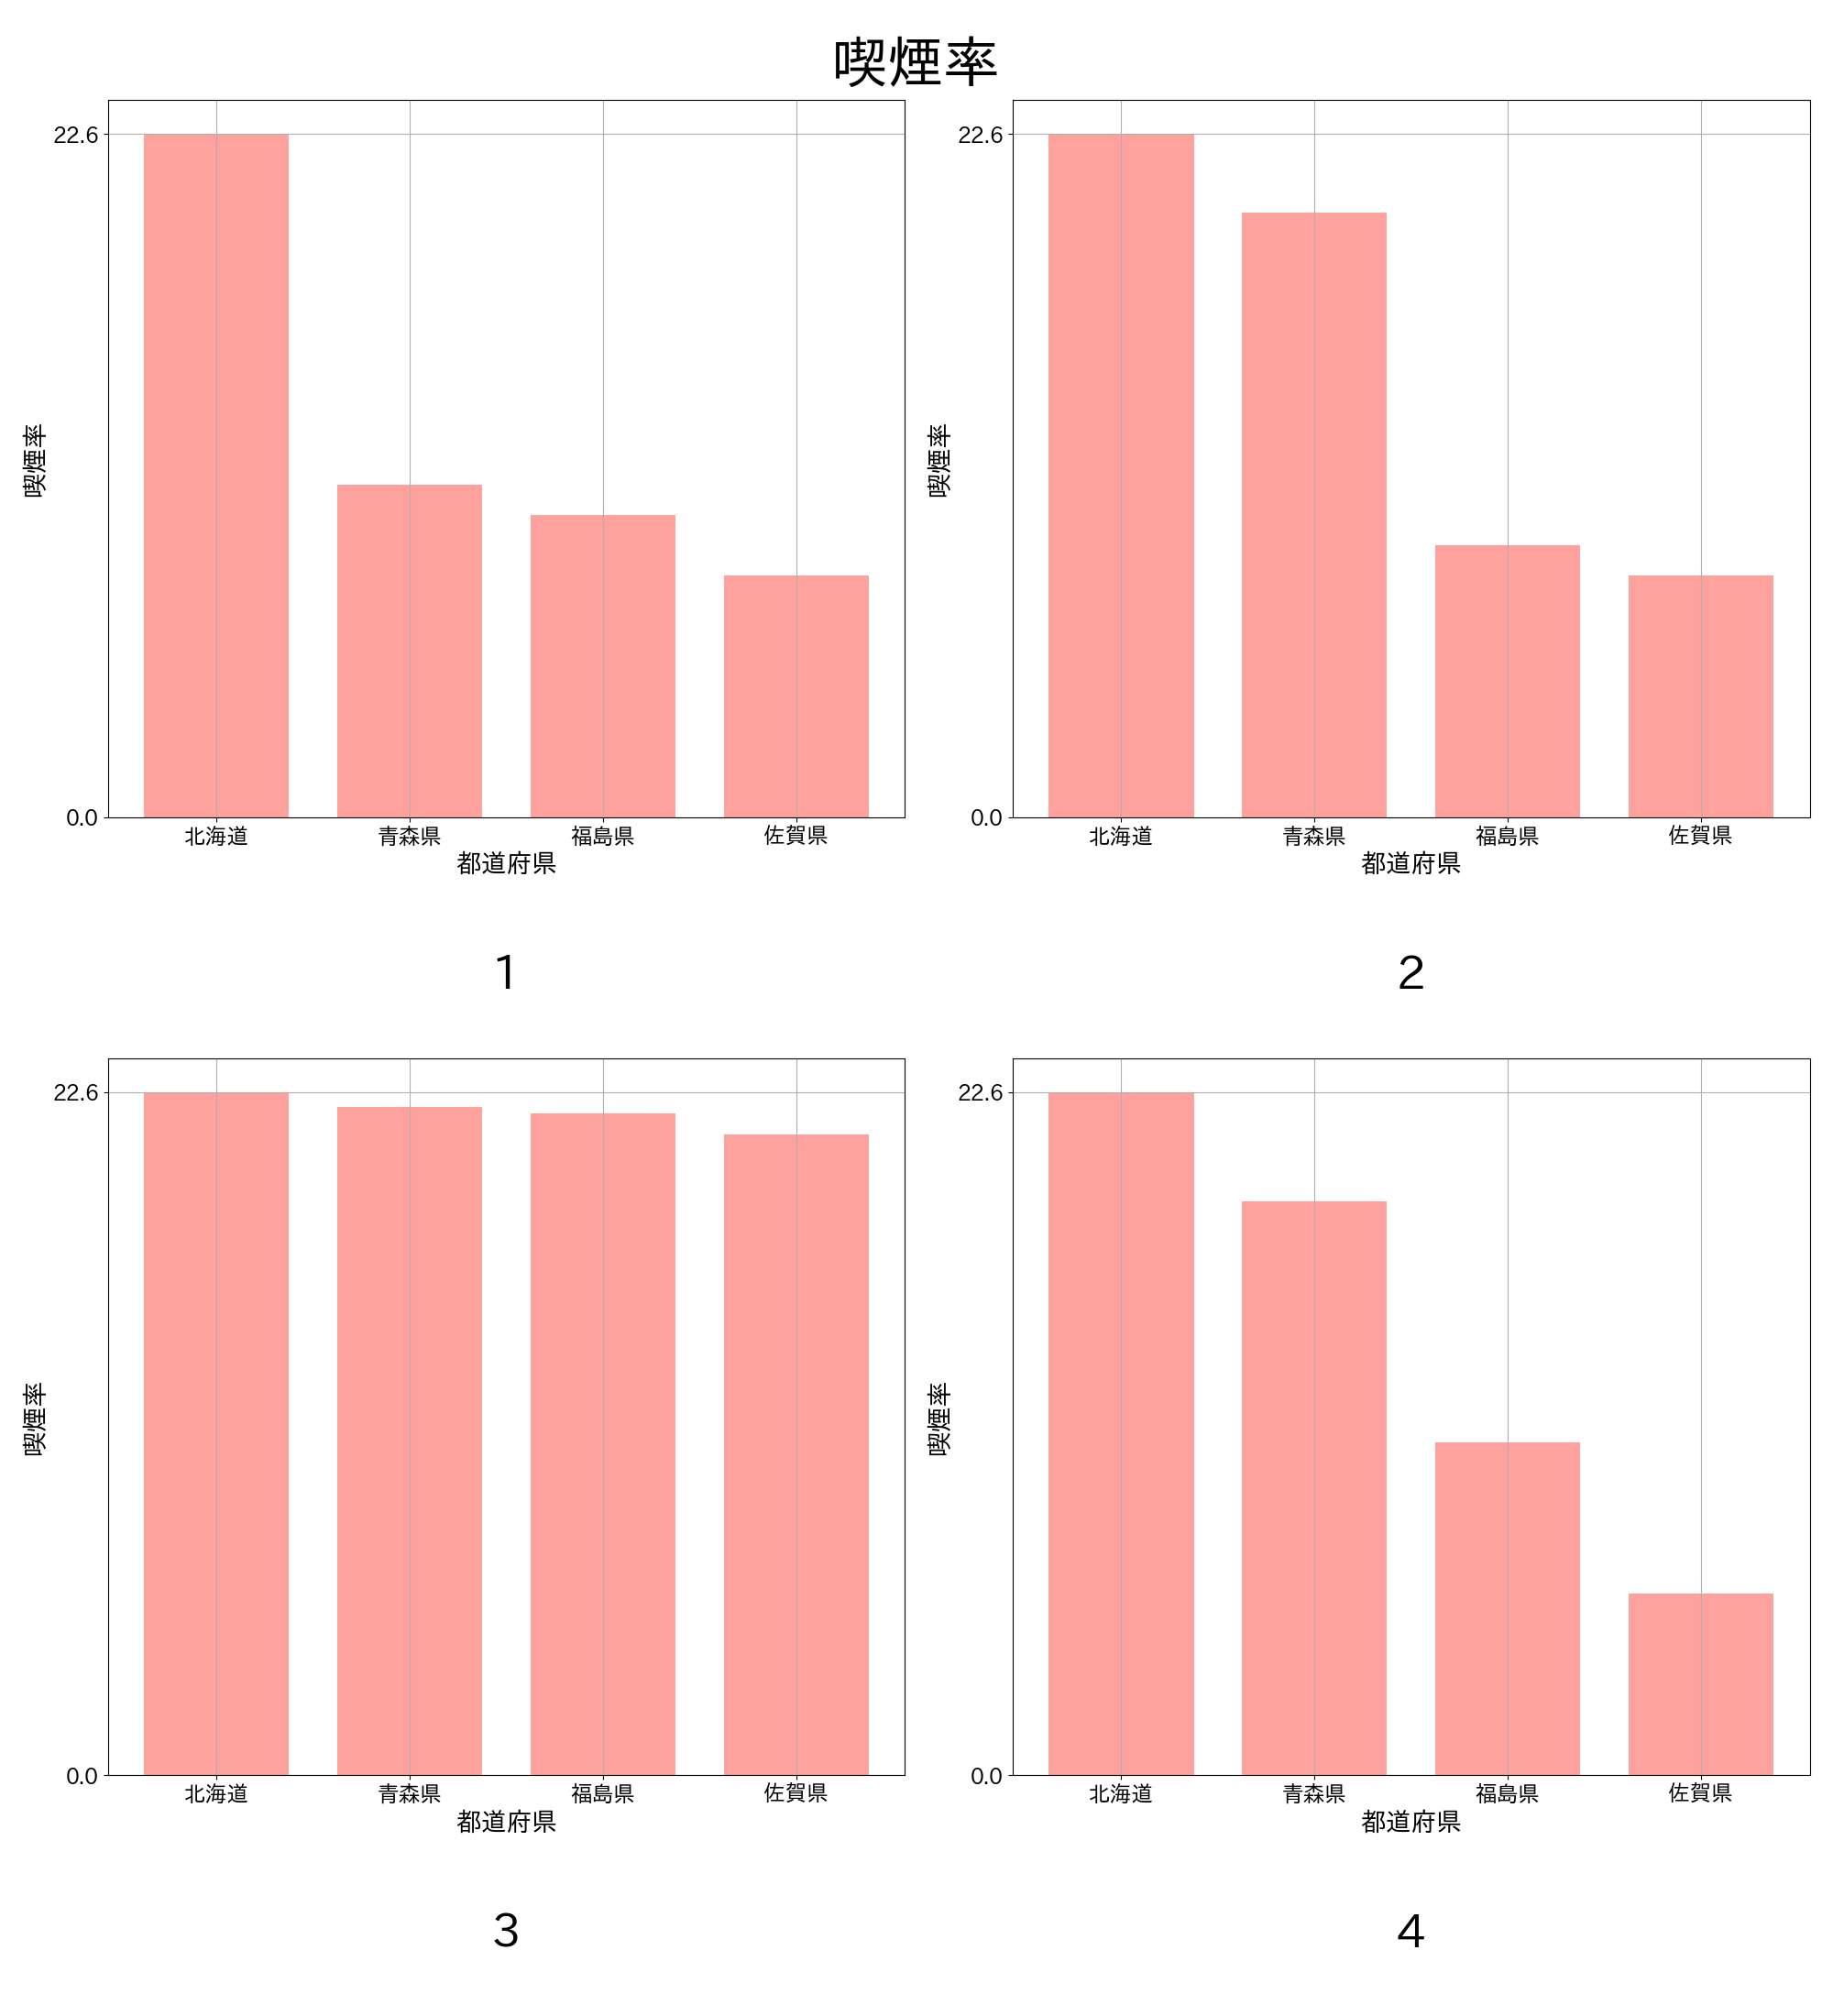 喫煙率
22.6
0.0
喫煙率
北海道 青森県 福島県 佐賀県
都道府県
1
22.6
0.0
喫煙率
北海道 青森県 福島県 佐賀県
都道府県
2
22.6
0.0
喫煙率
北海道 青森県 福島県 佐賀県
都道府県
3
22.6
0.0
喫煙率
北海道 青森県 福島県 佐賀県
都道府県
4